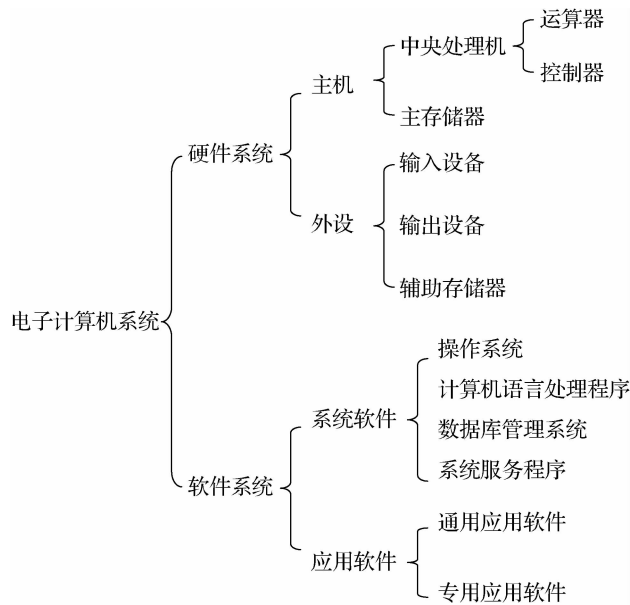 运算器
中央处理机
控制器
主机
主存储器
硬件系统
输入设备
外设
输出设备
辅助存储器
电子计算机系统
操作系统
计算机语言处理程序
系统软件
数据库管理系统
系统服务程序
软件系统
通用应用软件
应用软件
专用应用软件